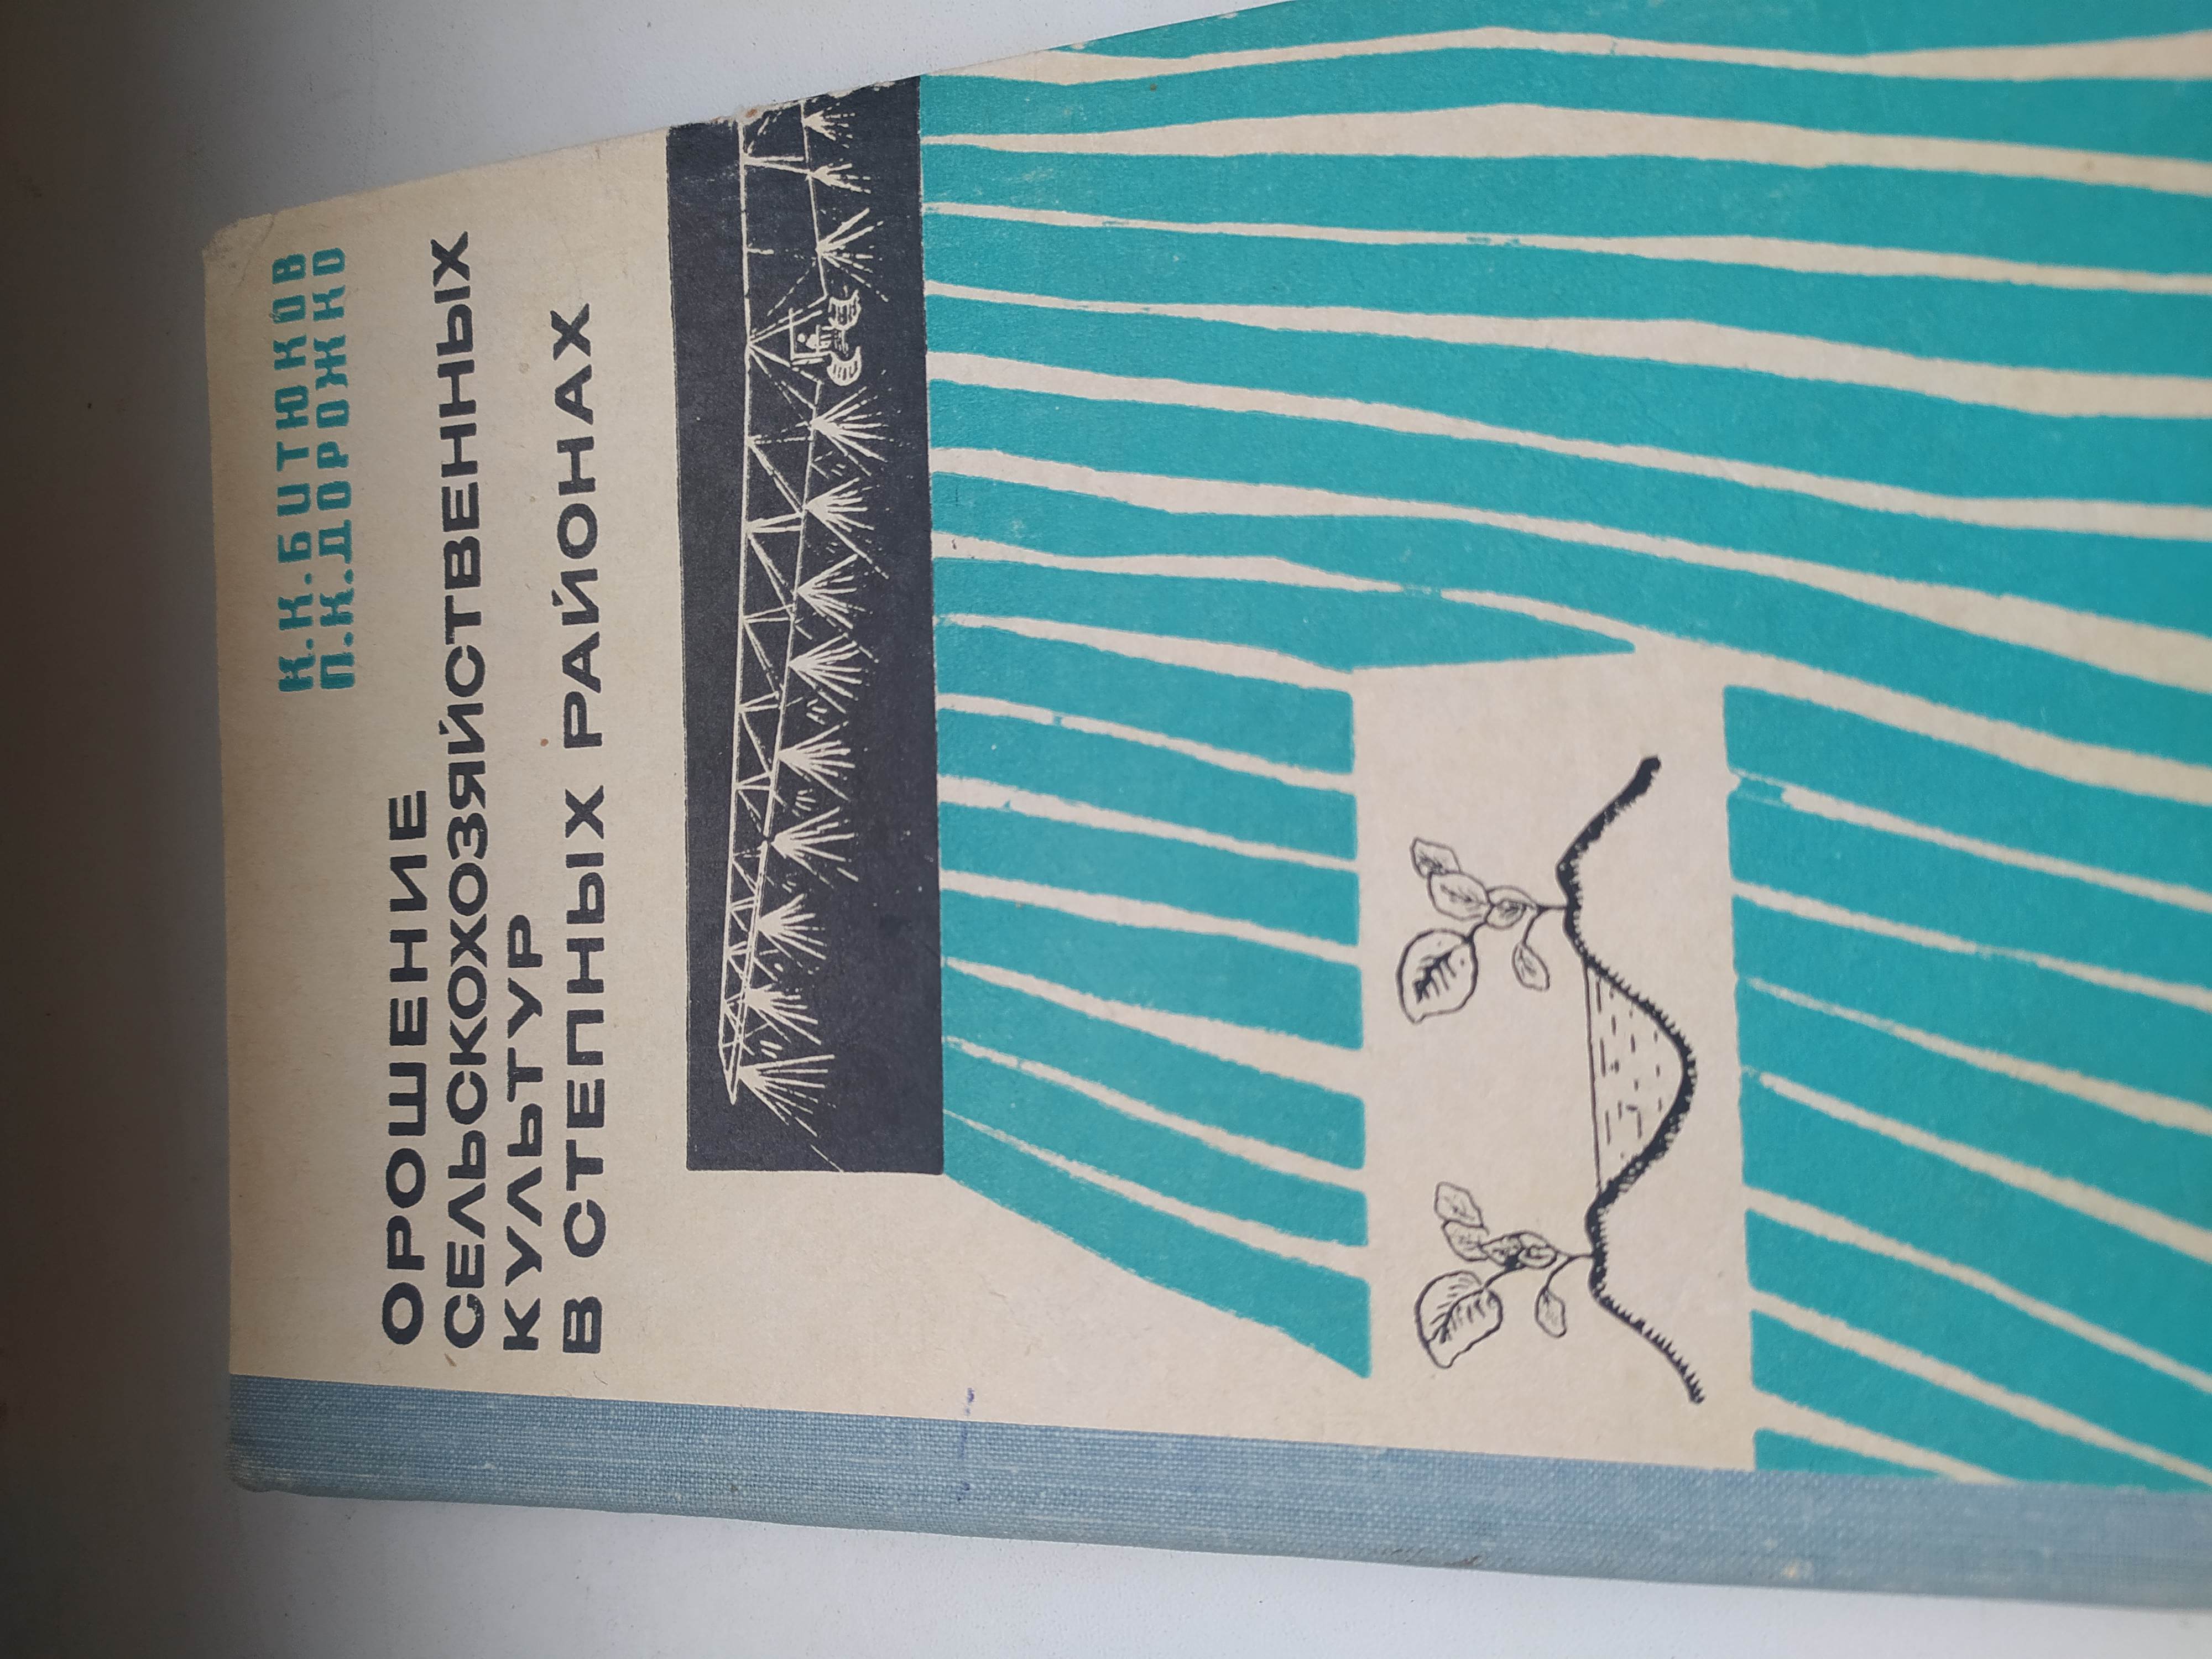 К.К.БИТЮКОВ
П.К.ДОРОЖКО
ОРОШЕНИЕ
СЕЛЬСКОХОЗЯЙСТВЕННЫХ
КУЛЬТУР
В СТЕПНЫХ РАЙОНАХ